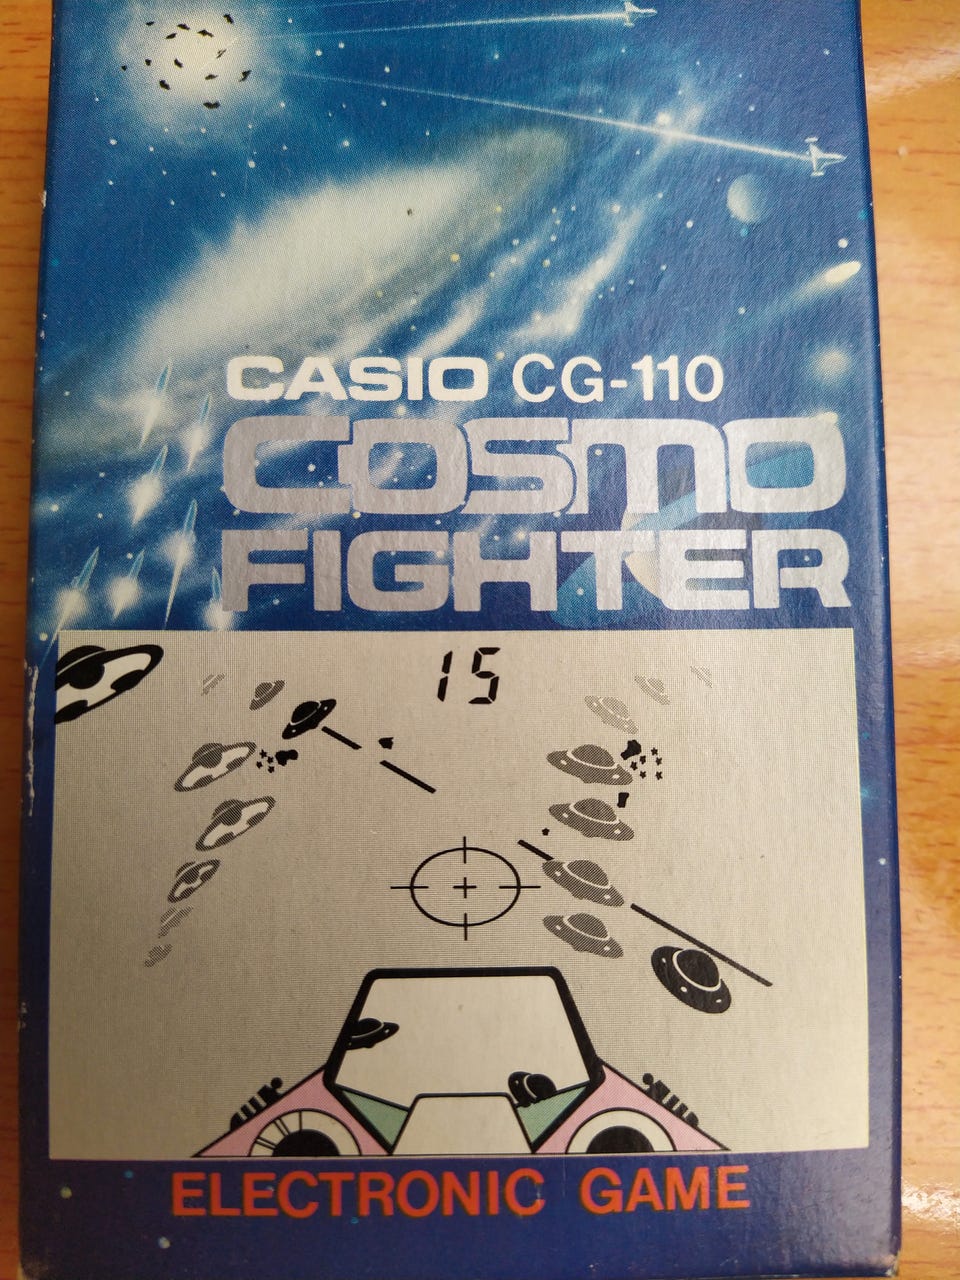 CASIO CG-110
COSMO
FIGHTER
15
ELECTRONIC GAME